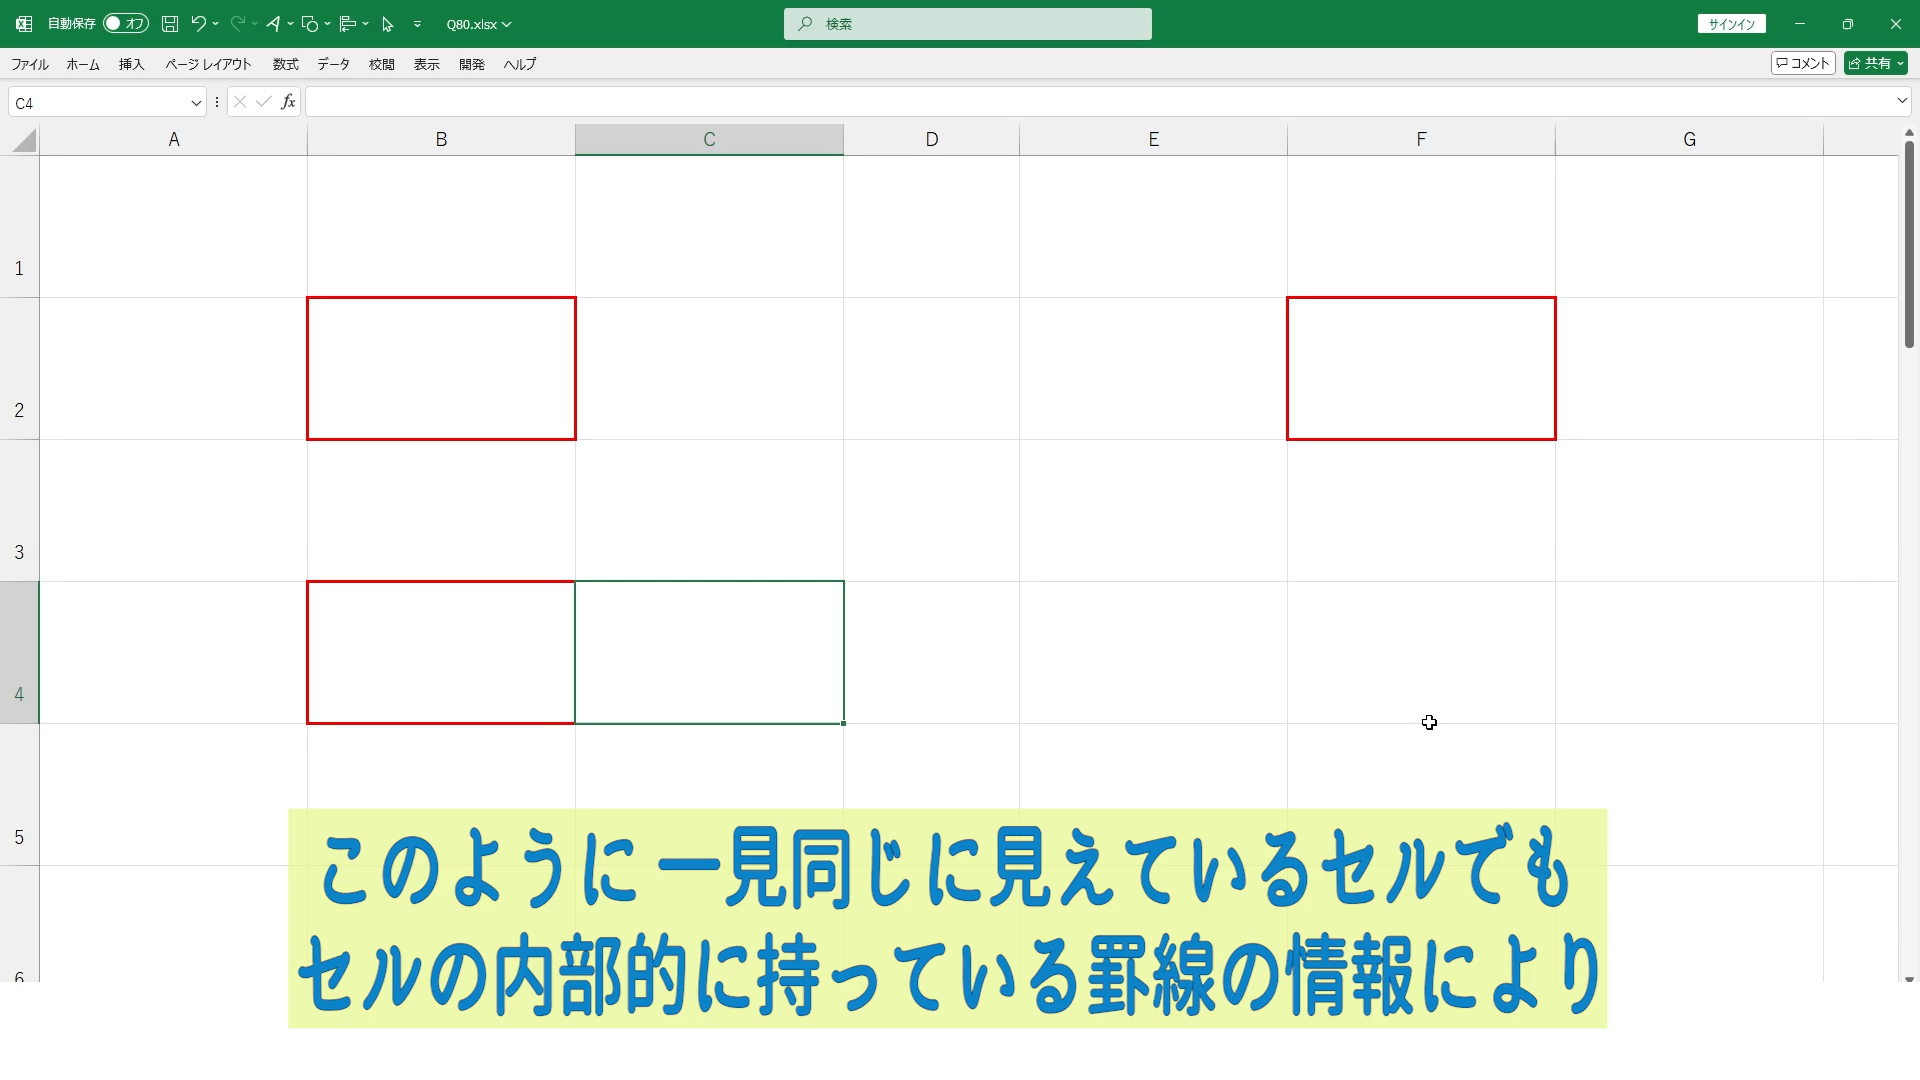 自動保存 オフ Q80.xlsx 検索 サインイン
ファイル ホーム 挿入 ページ レイアウト 数式 データ 校閲 表示 開発 ヘルプ コメント 共有
C4 fx
A B C D E F G
1
2
3
4
5
6
このように一見同じに見えているセルでも
セルの内部的に持っている罫線の情報により